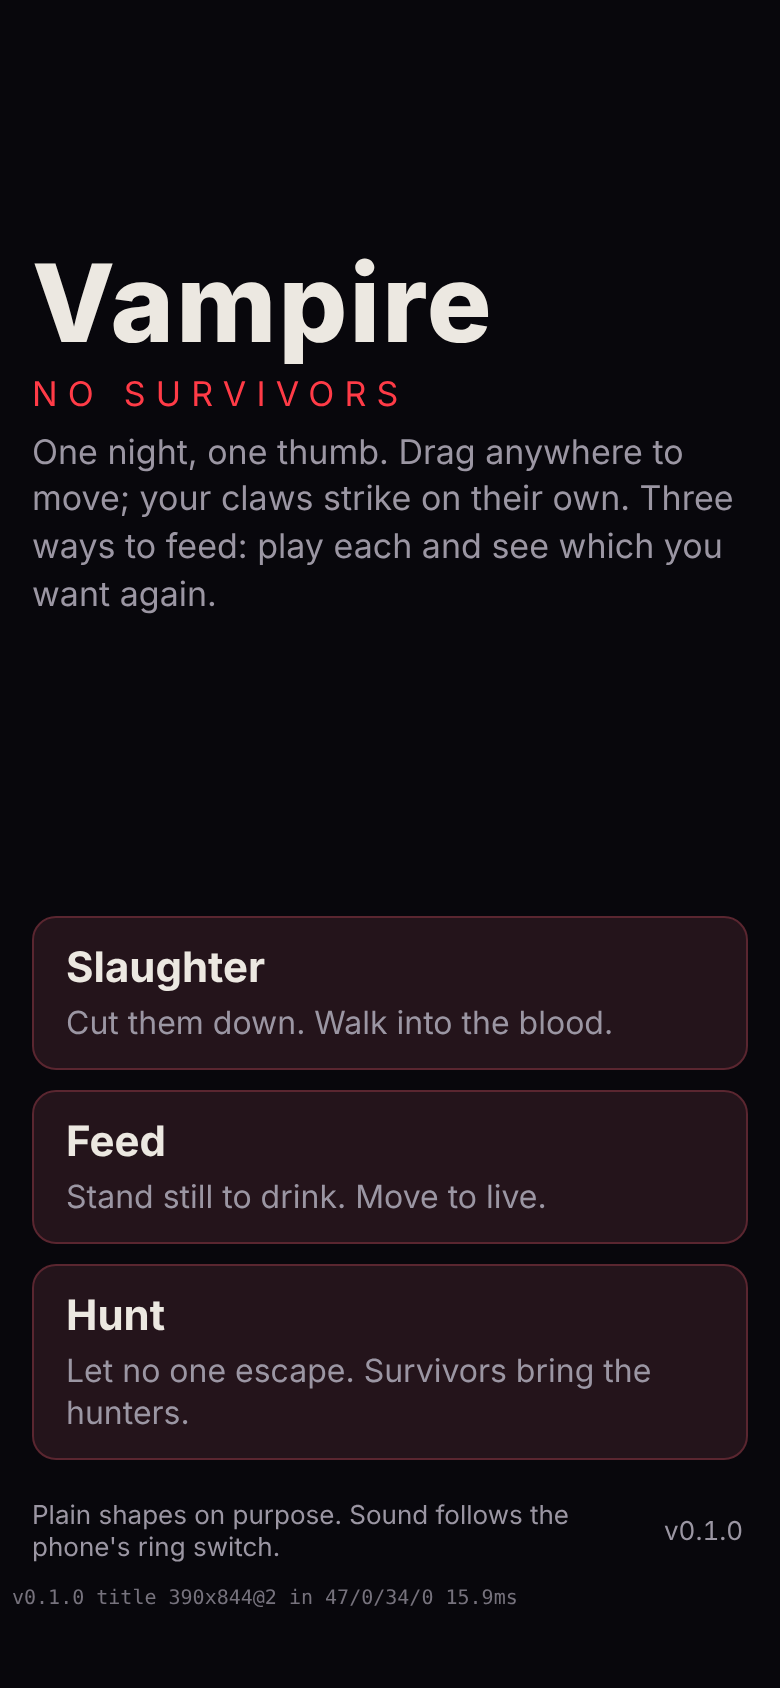 Vampire
NO SURVIVORS
One night, one thumb. Drag anywhere to
move; your claws strike on their own. Three
ways to feed: play each and see which you
want again.
Slaughter
Cut them down. Walk into the blood.
Feed
Stand still to drink. Move to live.
Hunt
Let no one escape. Survivors bring the
hunters.
Plain shapes on purpose. Sound follows the
phone's ring switch.
v0.1.0
v0.1.0 title 390x844@2 in 47/0/34/0 15.9ms